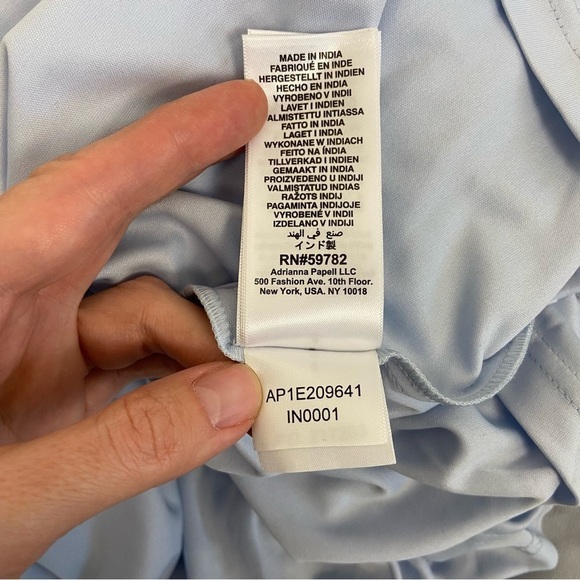 MADE IN INDIA
FABRIQUÉ EN INDE
HERGESTELLT IN INDIEN
HECHO EN INDIA
VYROBENO V INDII
LAVET I INDIEN
ALMISTETTU INTIASSA
FATTO IN INDIA
LAGET I INDIA
WYKONANE W INDIACH
FEITO NA ÍNDIA
TILLVERKAD I INDIEN
GEMAAKT IN INDIA
PROIZVEDENO U INDIJI
VALMISTATUD INDIAS
RAŽOTS INDIJ
PAGAMINTA INDIJOJE
VYROBENÉ V INDII
IZDELANO V INDIJI
صنع في الهند
インド製
RN#59782
Adrianna Papell LLC
500 Fashion Ave. 10th Floor.
New York, USA. NY 10018
AP1E209641
IN0001